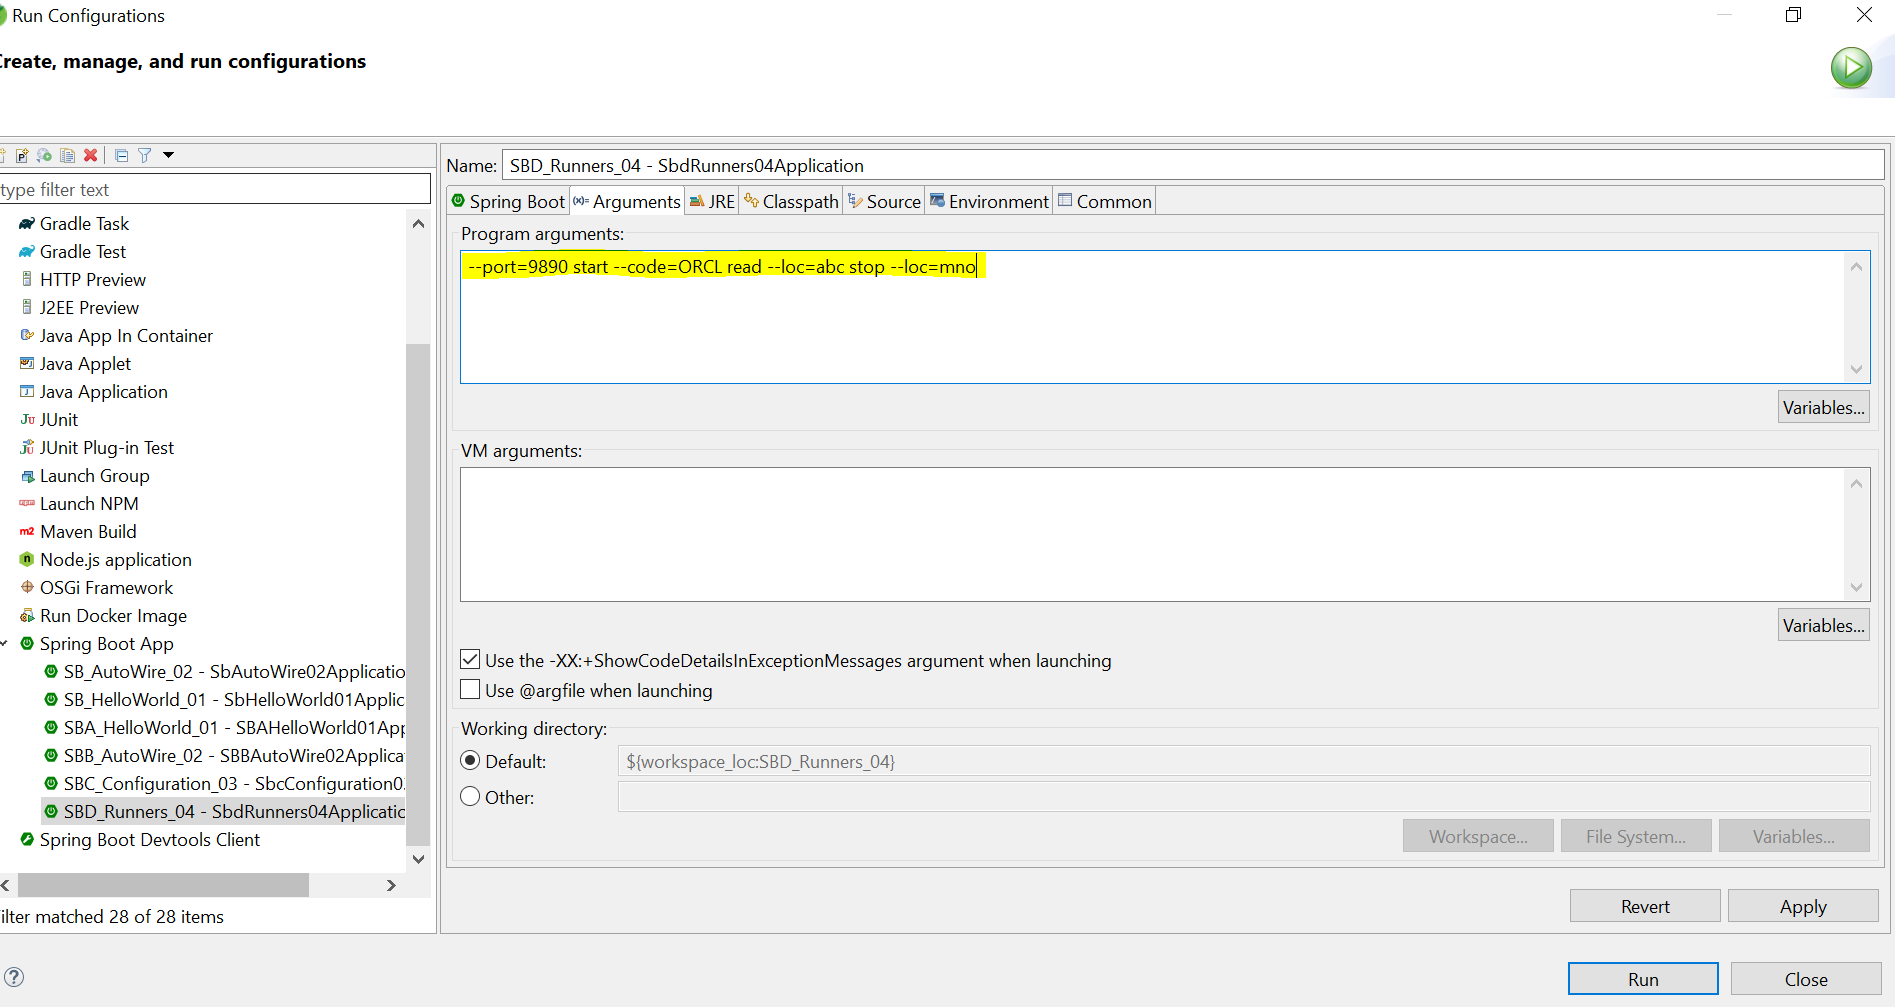 Run Configurations
Create, manage, and run configurations
type filter text
Gradle Task
Gradle Test
HTTP Preview
J2EE Preview
Java App In Container
Java Applet
Java Application
JUnit
JUnit Plug-in Test
Launch Group
Launch NPM
Maven Build
Node.js application
OSGi Framework
Run Docker Image
Spring Boot App
SB_AutoWire_02 - SbAutoWire02Applicatio
SB_HelloWorld_01 - SbHelloWorld01Applic
SBA_HelloWorld_01 - SBAHelloWorld01App
SBB_AutoWire_02 - SBBAutoWire02Applica
SBC_Configuration_03 - SbcConfiguration0
SBD_Runners_04 - SbdRunners04Applicatio
Spring Boot Devtools Client
ilter matched 28 of 28 items
Name: SBD_Runners_04 - SbdRunners04Application
Spring Boot (x)= Arguments JRE Classpath Source Environment Common
Program arguments:
--port=9890 start --code=ORCL read --loc=abc stop --loc=mno
Variables...
VM arguments:
Variables...
Use the -XX:+ShowCodeDetailsInExceptionMessages argument when launching
Use @argfile when launching
Working directory:
Default: ${workspace_loc:SBD_Runners_04}
Other:
Workspace... File System... Variables...
Revert Apply
Run Close